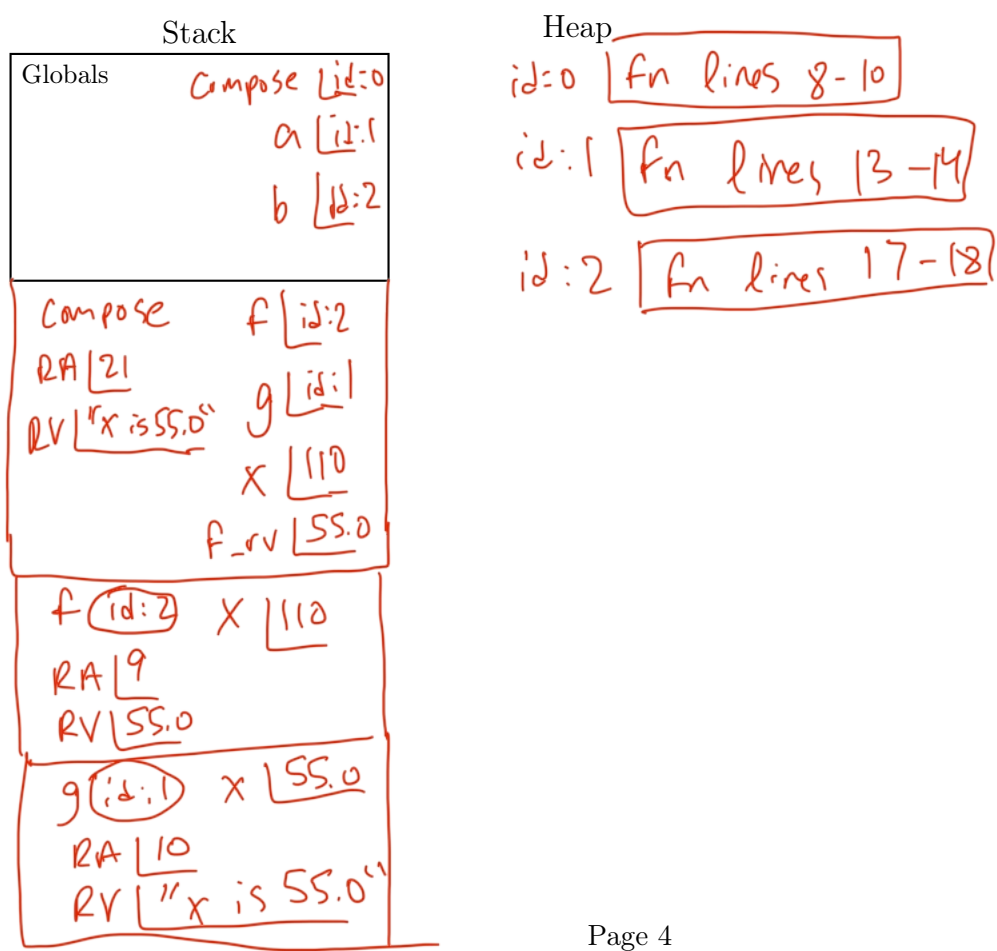 Stack
Globals
Compose id=0
a id:1
b id:2
Compose
RA 21
RV "x is 55.0"
f id:2
g id:1
x 110
f_rv 55.0
f id:2 x 110
RA 9
RV 55.0
g id:1 x 55.0
RA 10
RV "x is 55.0"
Heap
id=0 fn lines 8-10
id:1 fn lines 13-14
id:2 fn lines 17-18
Page 4